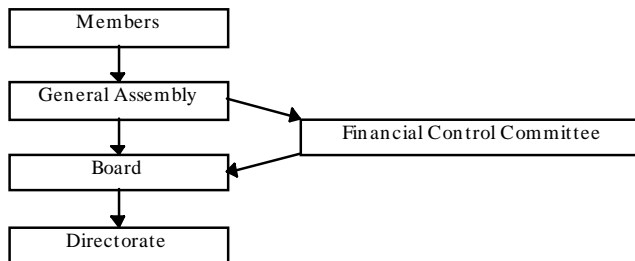 Members
General Assembly
Financial Control Committee
Board
Directorate